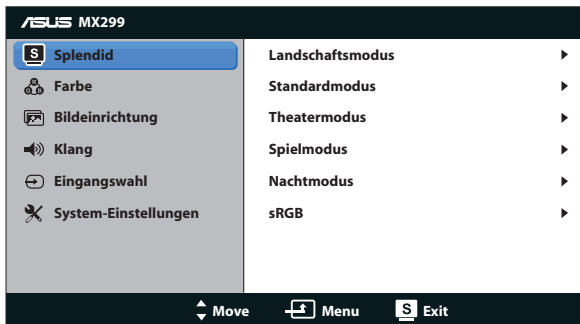 ASUS MX299
S Splendid
Farbe
Bildeinrichtung
Klang
Eingangswahl
System-Einstellungen
Landschaftsmodus
Standardmodus
Theatermodus
Spielmodus
Nachtmodus
sRGB
Move Menu S Exit